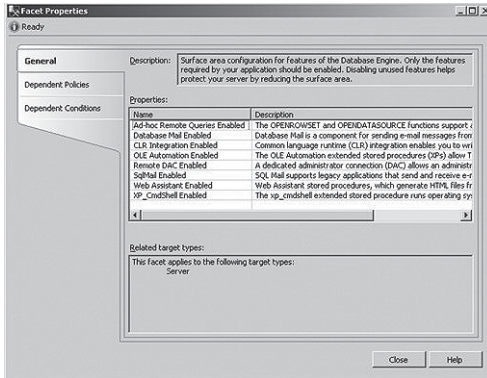 Facet Properties
Ready
General
Dependent Policies
Dependent Conditions
Description:
Surface area configuration for features of the Database Engine. Only the features
required by your application should be enabled. Disabling unused features helps
protect your server by reducing the surface area.
Properties:
Name Description
Ad-hoc Remote Queries Enabled The OPENROWSET and OPENDATASOURCE functions support
Database Mail Enabled Database Mail is a component for sending e-mail messages from
CLR Integration Enabled Common language runtime (CLR) integration enables you to wri
OLE Automation Enabled The OLE Automation extended stored procedures (XPs) allow T
Remote DAC Enabled A dedicated administrator connection (DAC) allows an administr
SqlMail Enabled SQL Mail supports legacy applications that send and receive e-m
Web Assistant Enabled Web Assistant stored procedures, which generate HTML files fr
XP_CmdShell Enabled The xp_cmdshell extended stored procedure runs operating sy
Related target types:
This facet applies to the following target types:
Server
Close Help